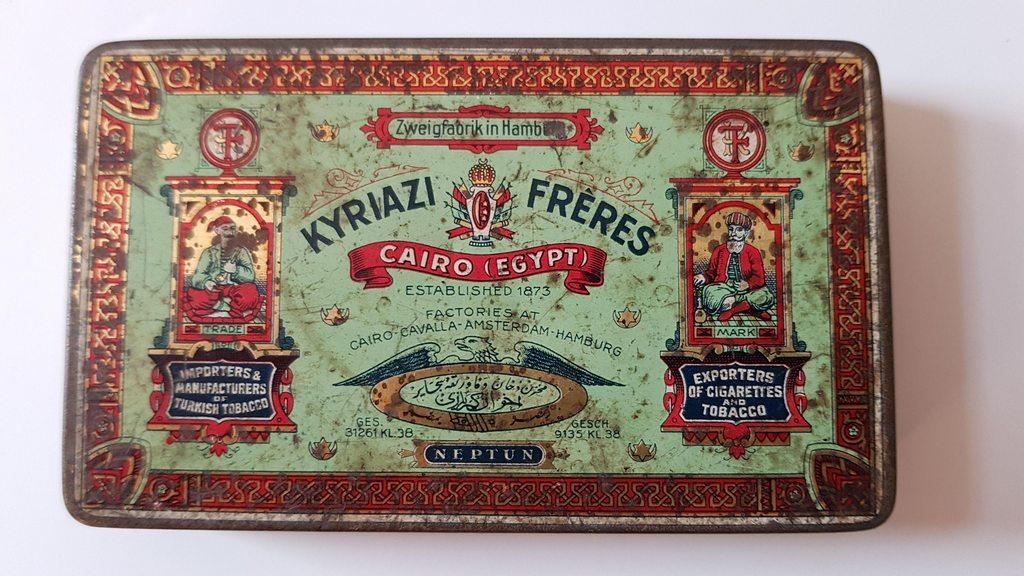 Zweigfabrik in Hamburg
KYRIAZI FRÈRES
CAIRO (EGYPT)
ESTABLISHED 1873
FACTORIES AT
CAIRO-CAVALLA-AMSTERDAM-HAMBURG
TRADE
MARK
IMPORTERS &
MANUFACTURERS
OF
TURKISH TOBACCO
EXPORTERS
OF CIGARETTES
AND
TOBACCO
GES.
31261 KL.38
GESCH
9135 KL 38
NEPTUN